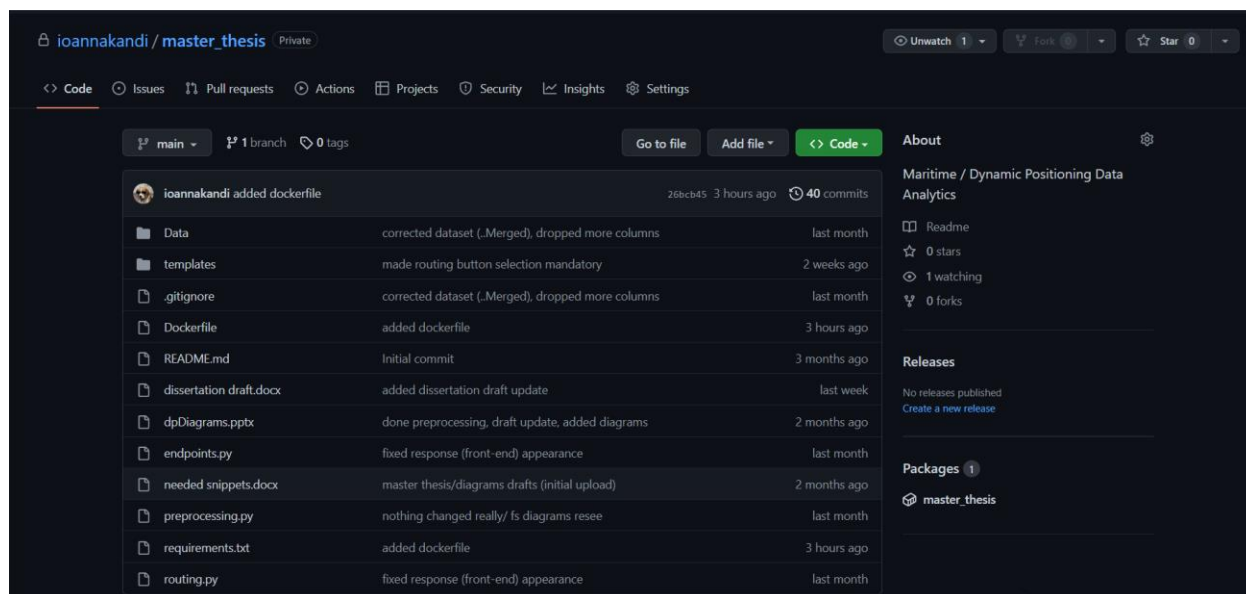 ioannakandi / master_thesis Private
Unwatch 1 Fork 0 Star 0
Code Issues Pull requests Actions Projects Security Insights Settings
main 1 branch 0 tags Go to file Add file Code
ioannakandi added dockerfile 26bcb45 3 hours ago 40 commits
Data corrected dataset (..Merged), dropped more columns last month
templates made routing button selection mandatory 2 weeks ago
.gitignore corrected dataset (..Merged), dropped more columns last month
Dockerfile added dockerfile 3 hours ago
README.md Initial commit 3 months ago
dissertation draft.docx added dissertation draft update last week
dpDiagrams.pptx done preprocessing, draft update, added diagrams 2 months ago
endpoints.py fixed response (front-end) appearance last month
needed snippets.docx master thesis/diagrams drafts (initial upload) 2 months ago
preprocessing.py nothing changed really/ fs diagrams resee last month
requirements.txt added dockerfile 3 hours ago
routing.py fixed response (front-end) appearance last month
About
Maritime / Dynamic Positioning Data
Analytics
Readme
0 stars
1 watching
0 forks
Releases
No releases published
Create a new release
Packages 1
master_thesis